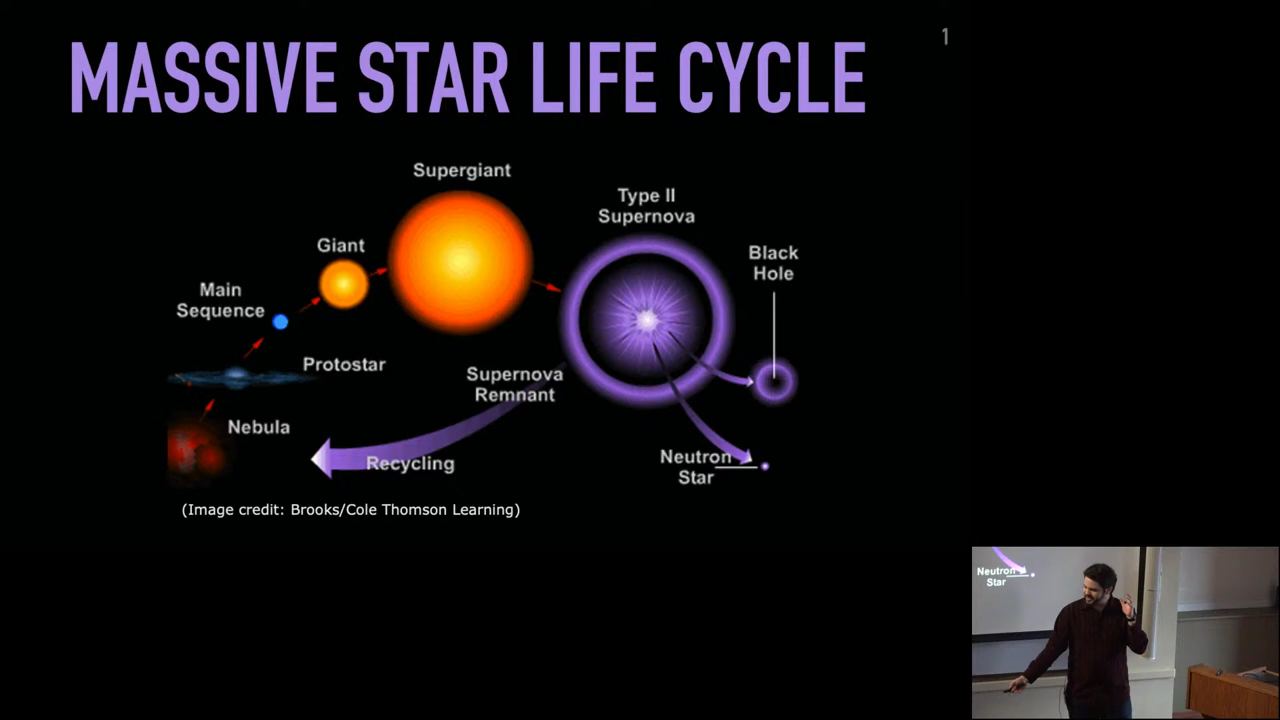 MASSIVE STAR LIFE CYCLE
1
Supergiant
Type II
Supernova
Giant
Black
Hole
Main
Sequence
Protostar
Supernova
Remnant
Nebula
Recycling
Neutron
Star
(Image credit: Brooks/Cole Thomson Learning)
Neutron
Star